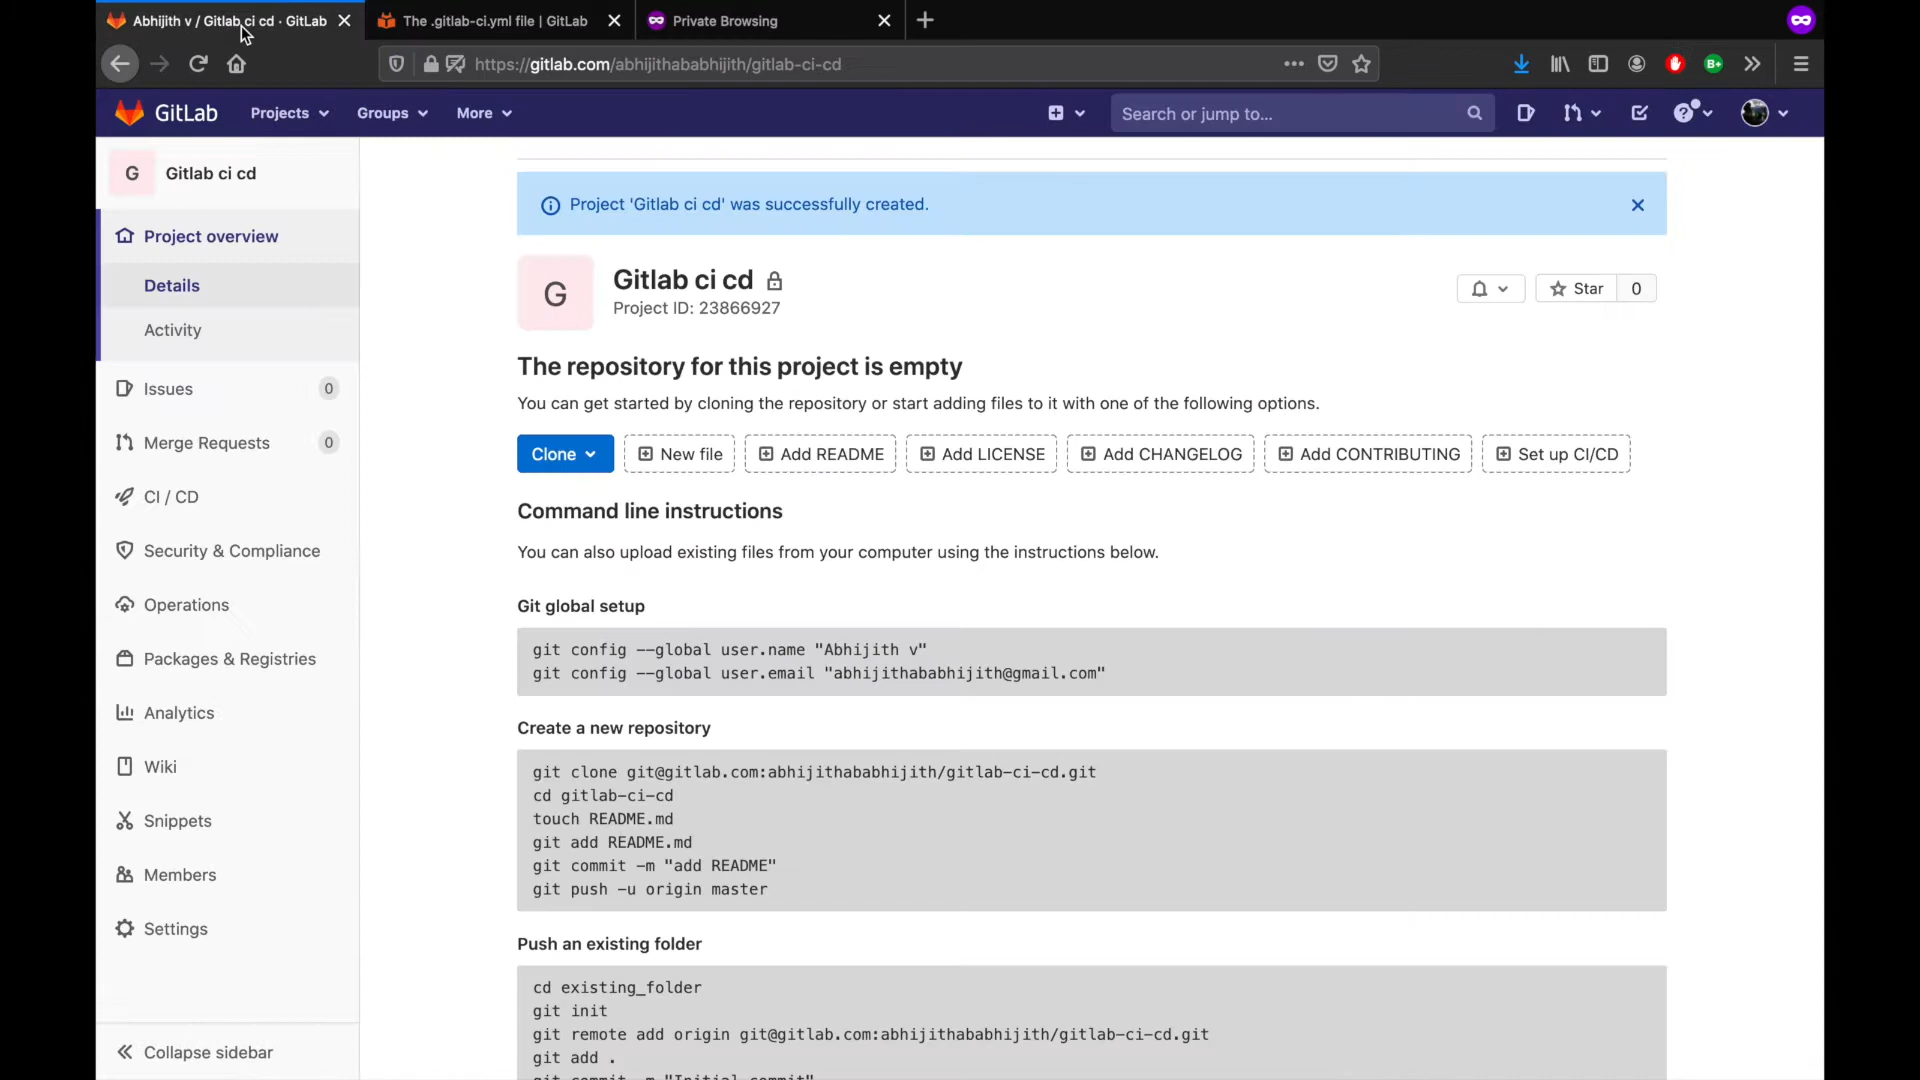 Abhijith v / Gitlab ci cd · GitLab
The .gitlab-ci.yml file | GitLab
Private Browsing
https://gitlab.com/abhijithababhijith/gitlab-ci-cd
B+
GitLab
Projects
Groups
More
Search or jump to...
G
Gitlab ci cd
Project overview
Details
Activity
Issues 0
Merge Requests 0
CI / CD
Security & Compliance
Operations
Packages & Registries
Analytics
Wiki
Snippets
Members
Settings
Collapse sidebar
Project 'Gitlab ci cd' was successfully created.
G
Gitlab ci cd
Project ID: 23866927
Star 0
The repository for this project is empty
You can get started by cloning the repository or start adding files to it with one of the following options.
Clone
New file
Add README
Add LICENSE
Add CHANGELOG
Add CONTRIBUTING
Set up CI/CD
Command line instructions
You can also upload existing files from your computer using the instructions below.
Git global setup
git config --global user.name "Abhijith v"
git config --global user.email "abhijithababhijith@gmail.com"
Create a new repository
git clone git@gitlab.com:abhijithababhijith/gitlab-ci-cd.git
cd gitlab-ci-cd
touch README.md
git add README.md
git commit -m "add README"
git push -u origin master
Push an existing folder
cd existing_folder
git init
git remote add origin git@gitlab.com:abhijithababhijith/gitlab-ci-cd.git
git add .
git commit -m "Initial commit"